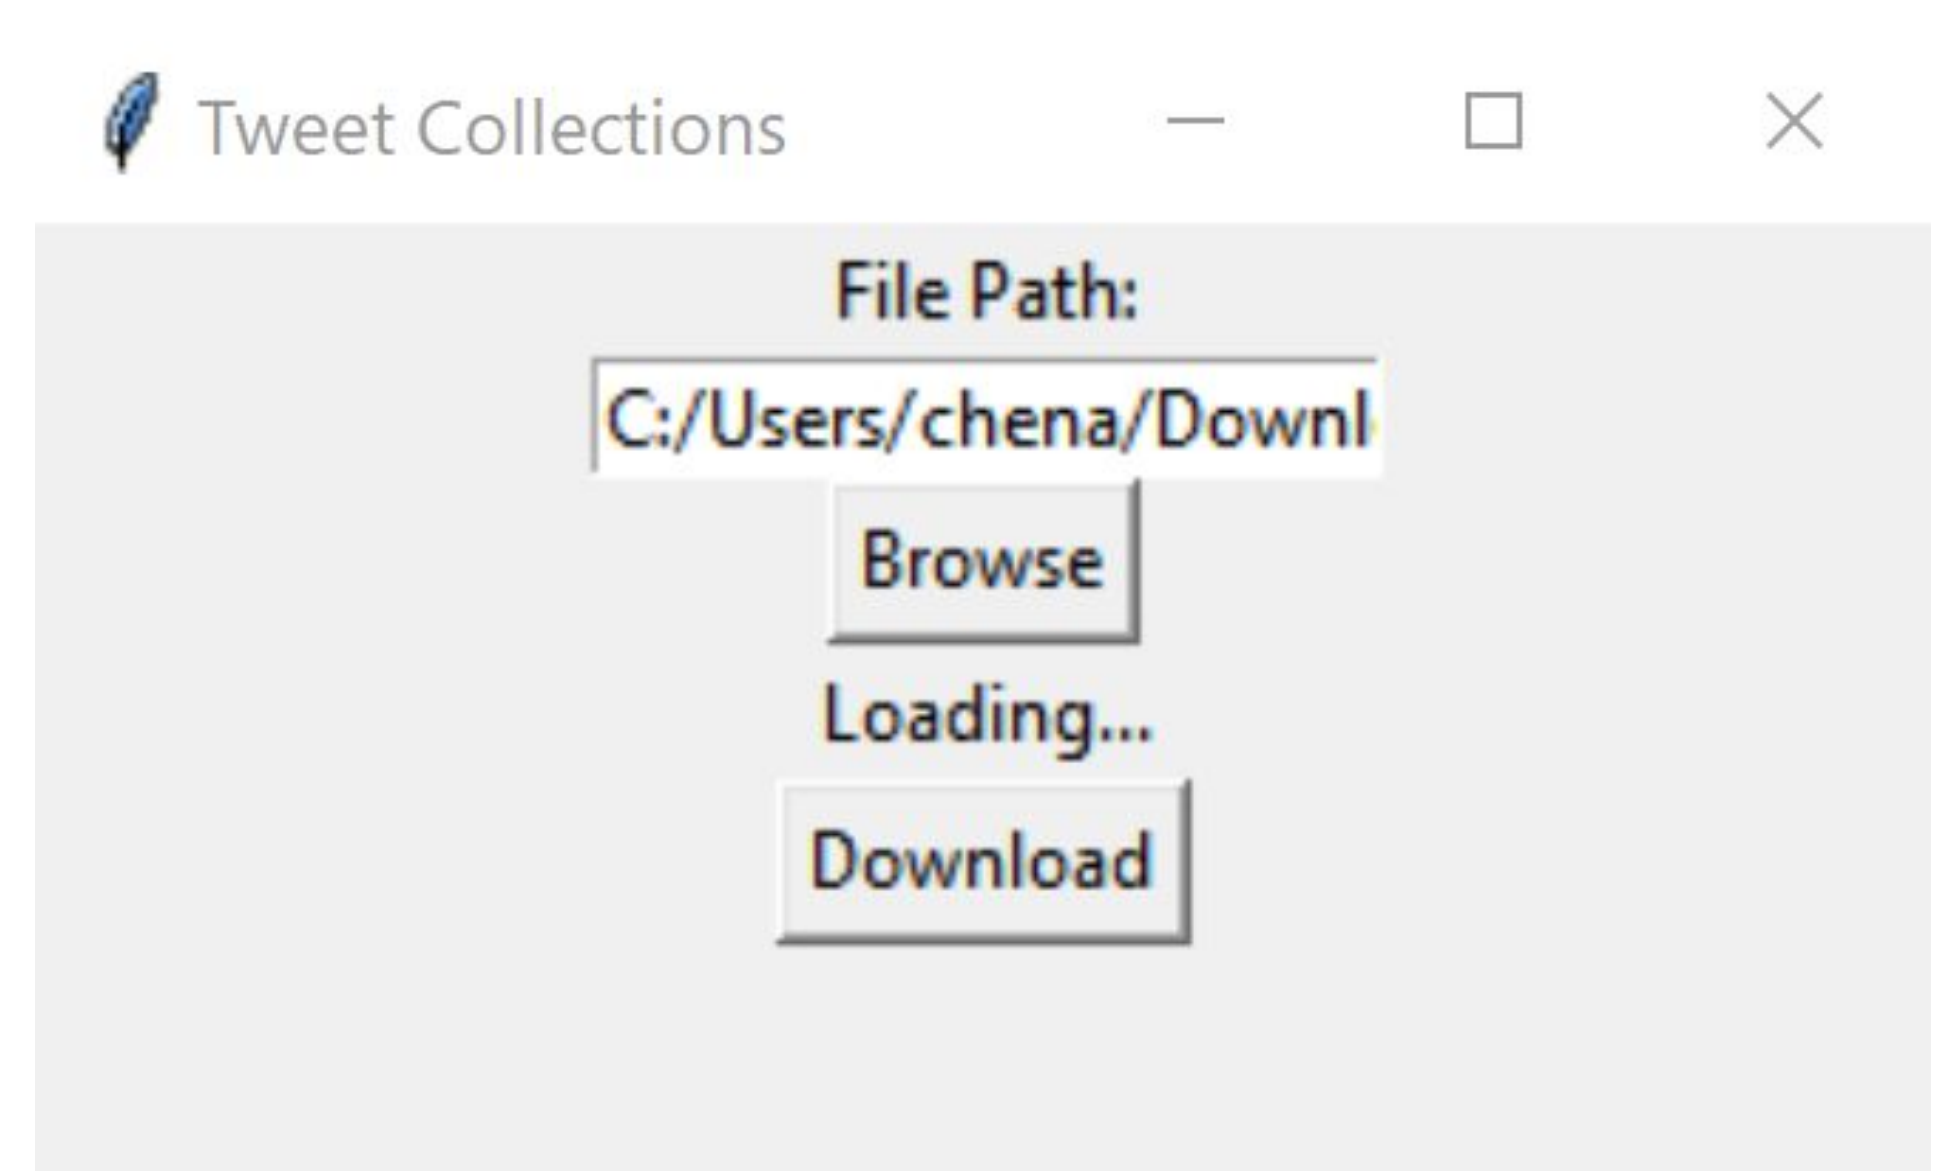 Tweet Collections
File Path:
C:/Users/chena/Downl
Browse
Loading...
Download